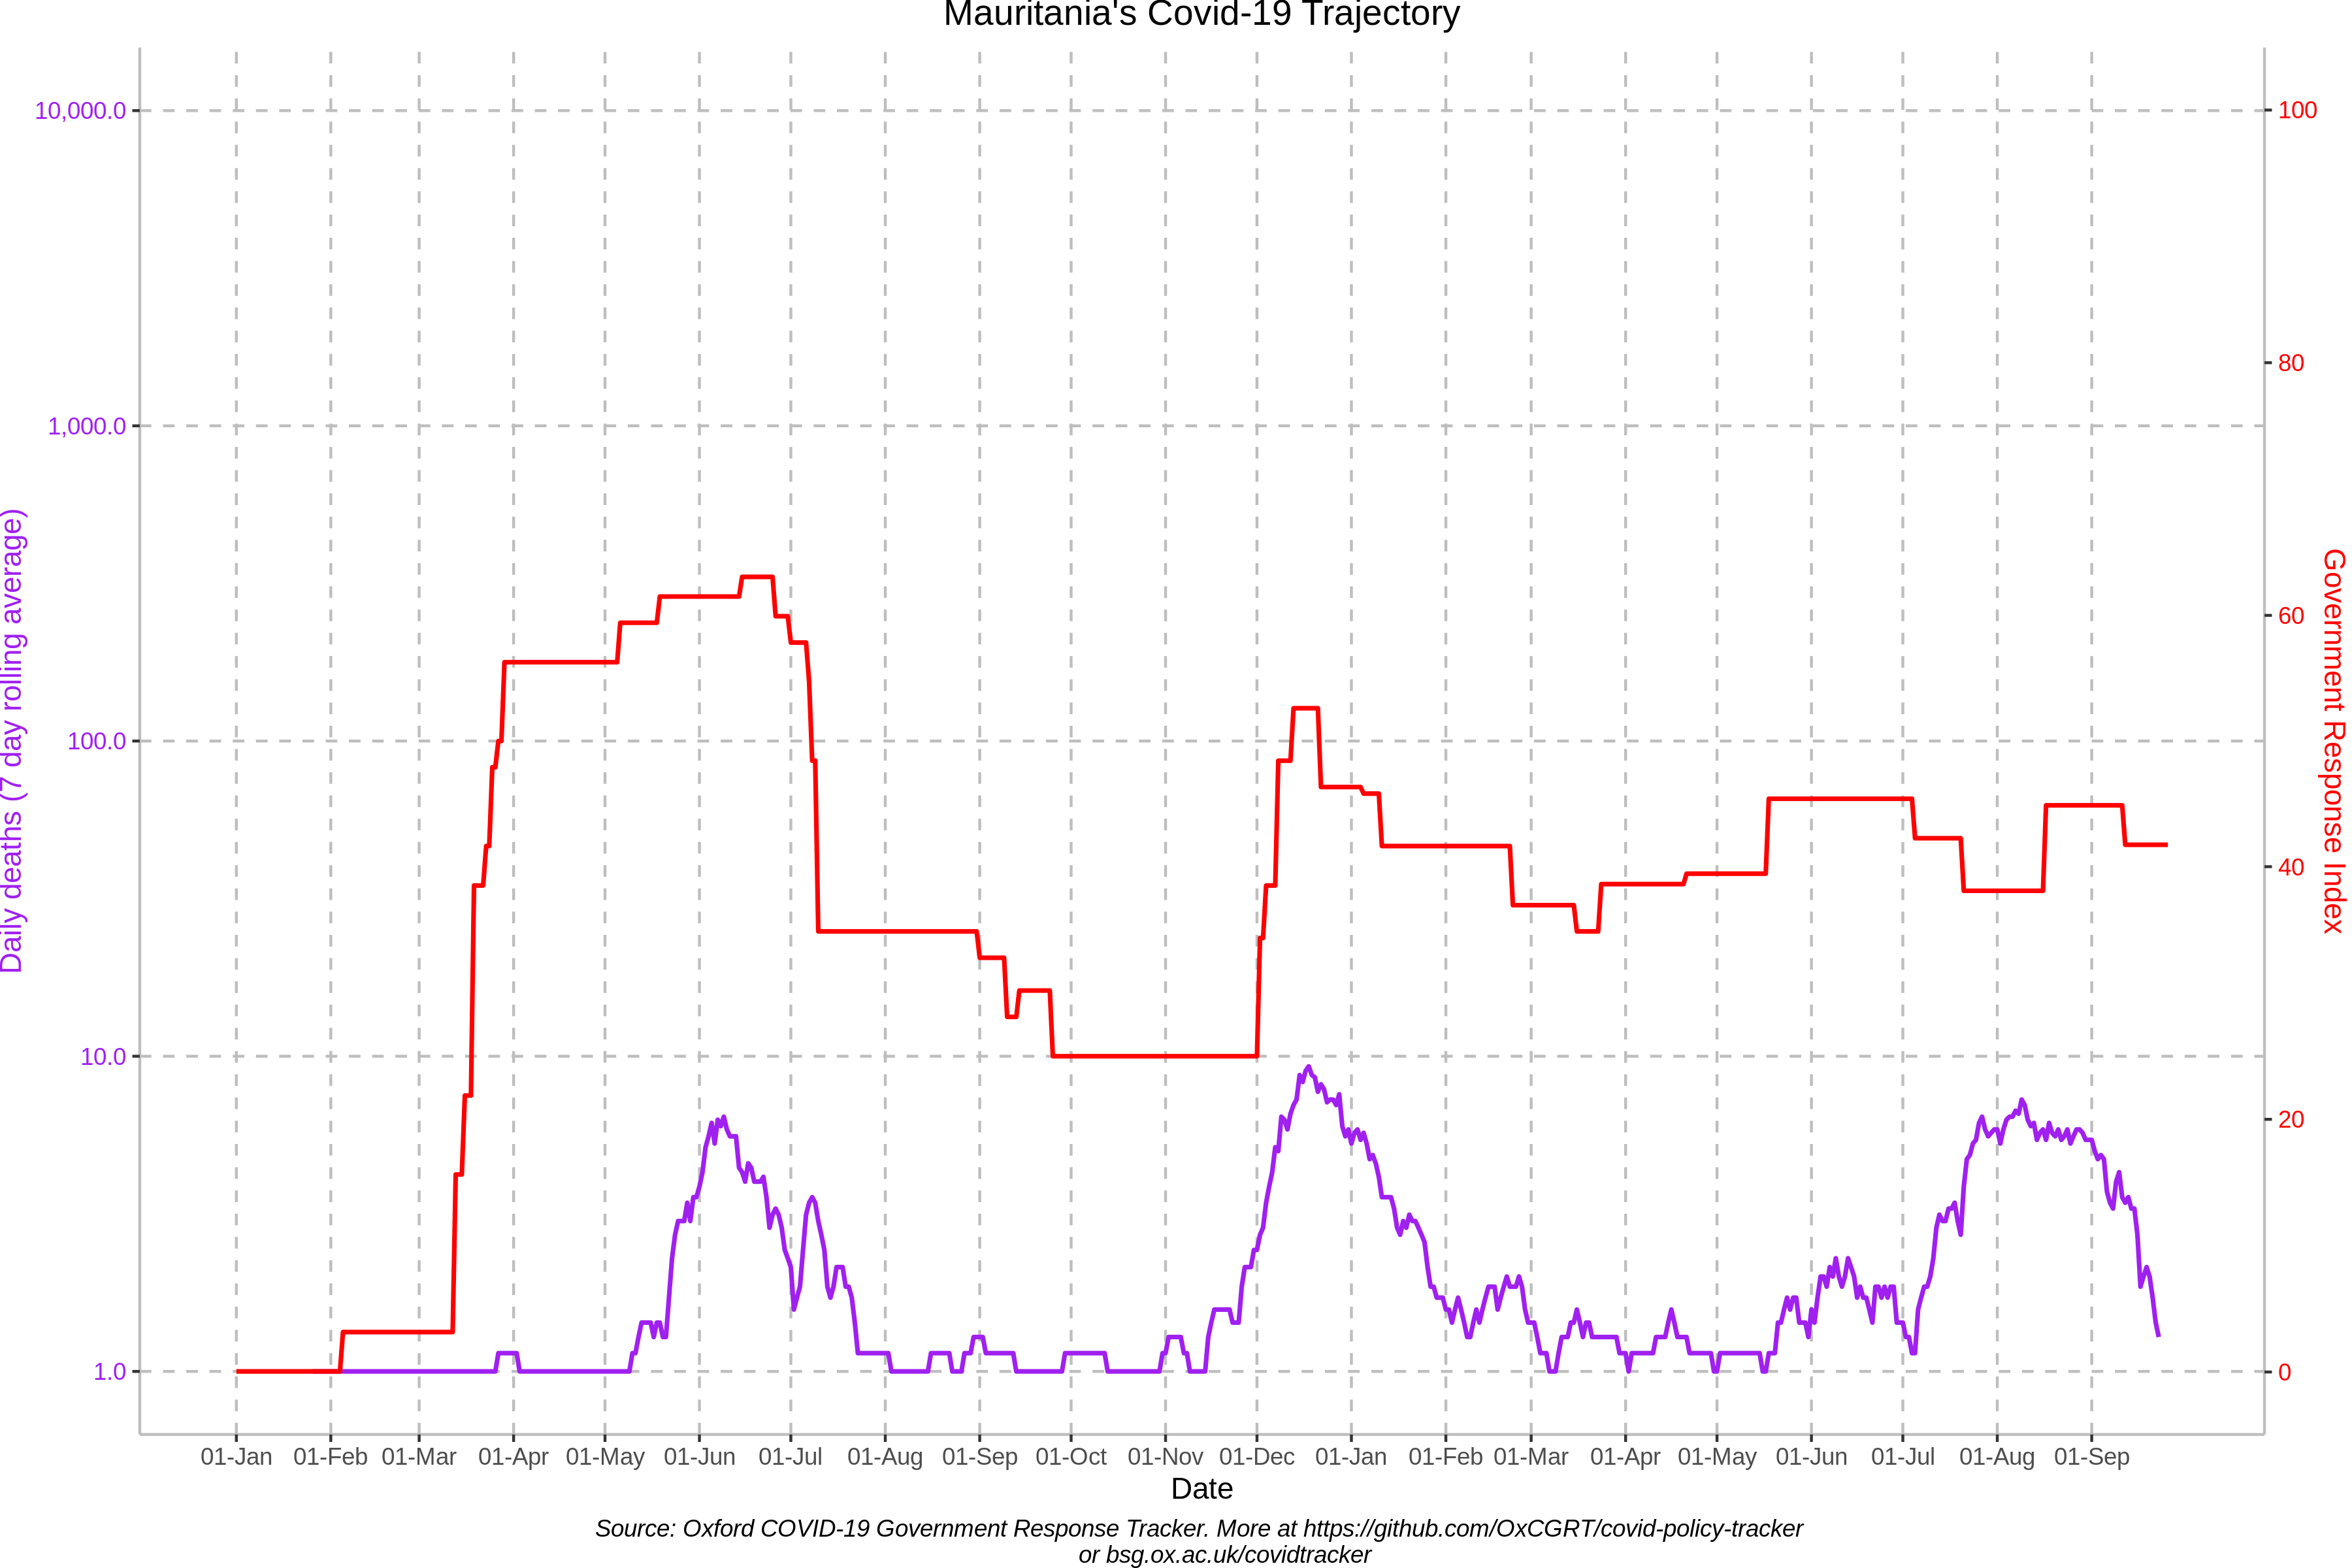 Mauritania's Covid-19 Trajectory
10,000.0
1,000.0
100.0
10.0
1.0
Daily deaths (7 day rolling average)
100
80
60
40
20
0
Government Response Index
01-Jan 01-Feb 01-Mar 01-Apr 01-May 01-Jun 01-Jul 01-Aug 01-Sep 01-Oct 01-Nov 01-Dec 01-Jan 01-Feb 01-Mar 01-Apr 01-May 01-Jun 01-Jul 01-Aug 01-Sep
Date
Source: Oxford COVID-19 Government Response Tracker. More at https://github.com/OxCGRT/covid-policy-tracker
or bsg.ox.ac.uk/covidtracker